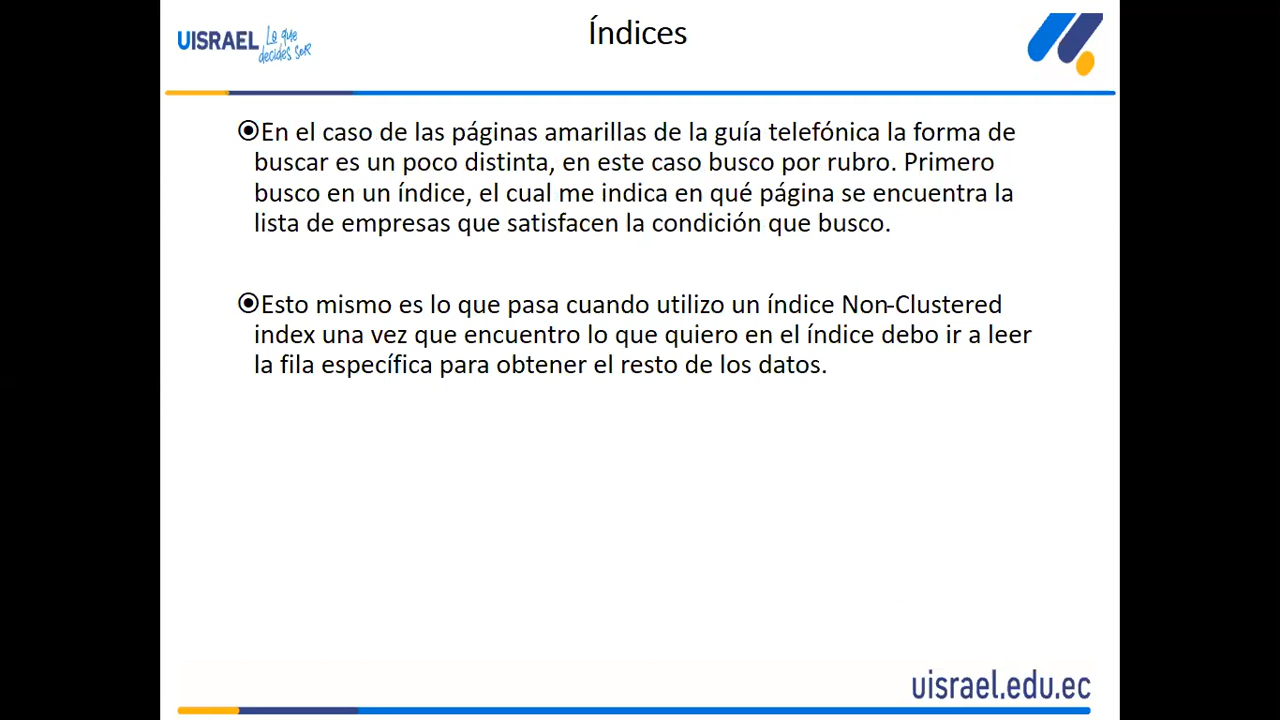 Índices
UISRAEL Lo que
decides seR
En el caso de las páginas amarillas de la guía telefónica la forma de
buscar es un poco distinta, en este caso busco por rubro. Primero
busco en un índice, el cual me indica en qué página se encuentra la
lista de empresas que satisfacen la condición que busco.
Esto mismo es lo que pasa cuando utilizo un índice Non-Clustered
index una vez que encuentro lo que quiero en el índice debo ir a leer
la fila específica para obtener el resto de los datos.
uisrael.edu.ec